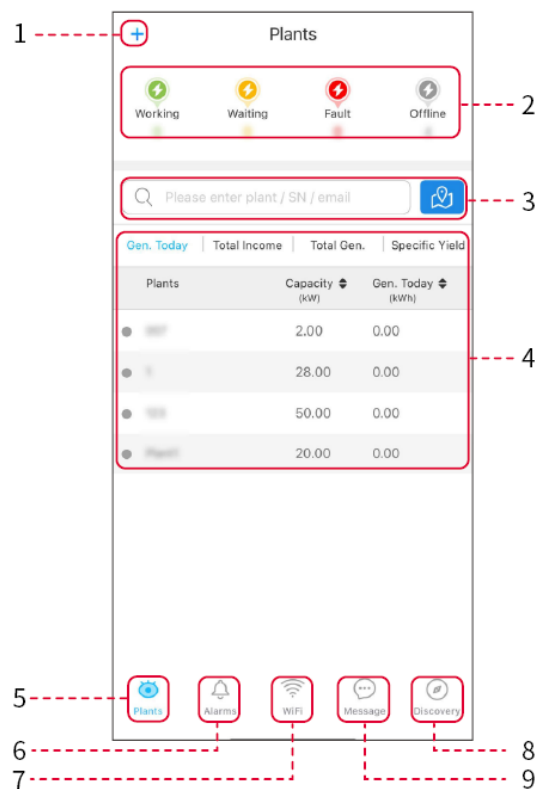 1
Plants
Working Waiting Fault Offline
2
Please enter plant / SN / email
3
Gen. Today | Total Income | Total Gen. | Specific Yield
Plants Capacity Gen. Today
(kW) (kWh)
2.00 0.00
28.00 0.00
4
50.00 0.00
20.00 0.00
5
Plants Alarms WiFi Message Discovery
6 8
7 9